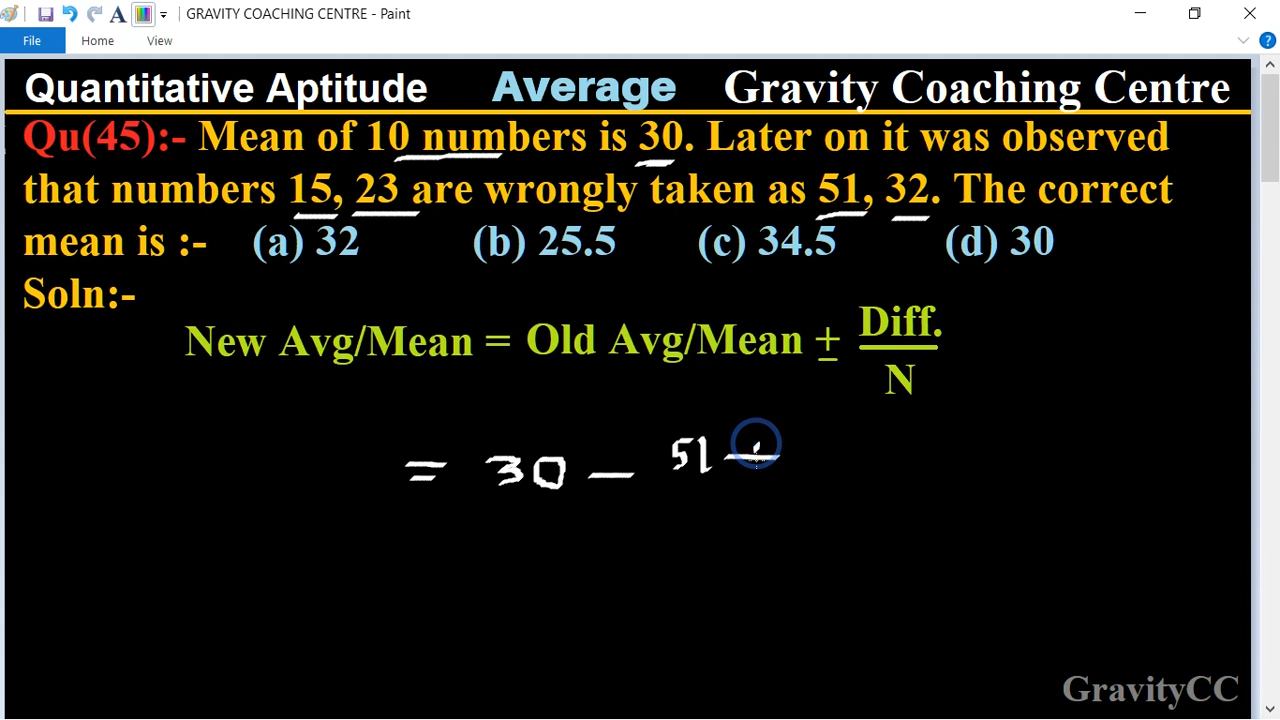 GRAVITY COACHING CENTRE - Paint
File Home View
Quantitative Aptitude Average Gravity Coaching Centre
Qu(45):- Mean of 10 numbers is 30. Later on it was observed
that numbers 15, 23 are wrongly taken as 51, 32. The correct
mean is :- (a) 32 (b) 25.5 (c) 34.5 (d) 30
Soln:-
New Avg/Mean = Old Avg/Mean ± Diff./N
= 30 - 51 +
GravityCC